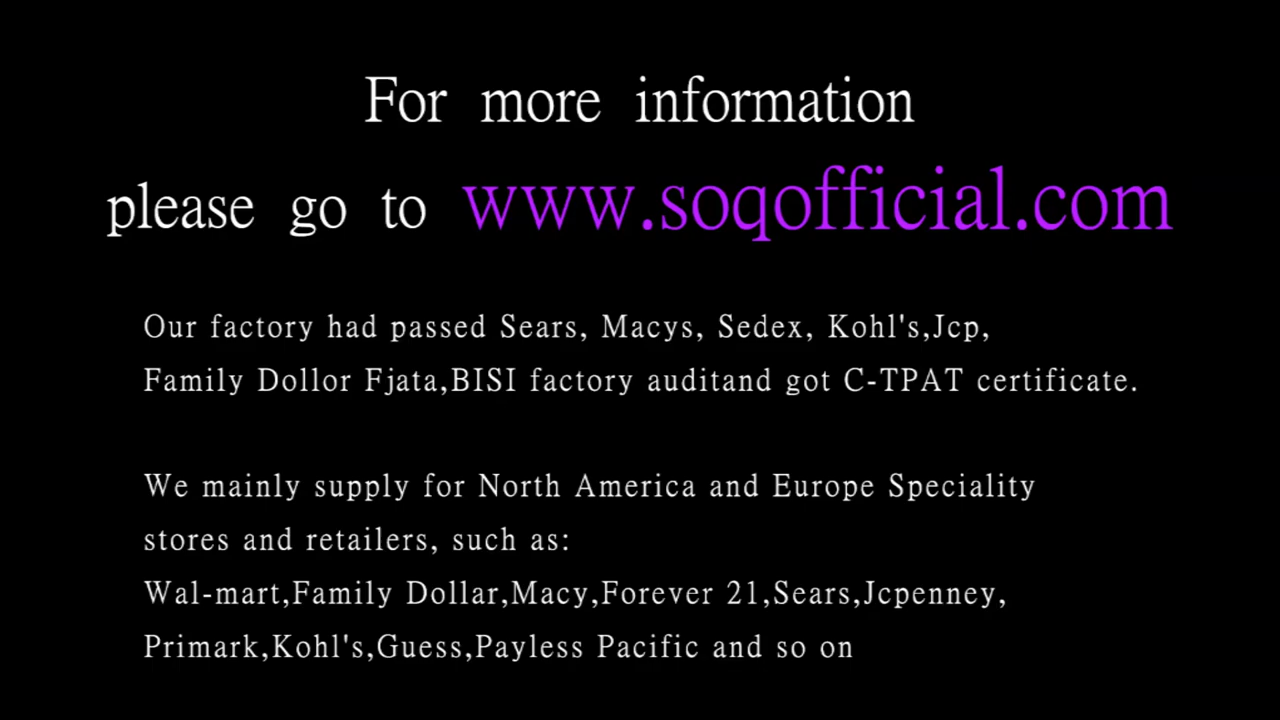 For more information
please go to www.soqofficial.com
Our factory had passed Sears, Macys, Sedex, Kohl's,Jcp,
Family Dollor Fjata,BISI factory auditand got C-TPAT certificate.
We mainly supply for North America and Europe Speciality
stores and retailers, such as:
Wal-mart,Family Dollar,Macy,Forever 21,Sears,Jcpenney,
Primark,Kohl's,Guess,Payless Pacific and so on